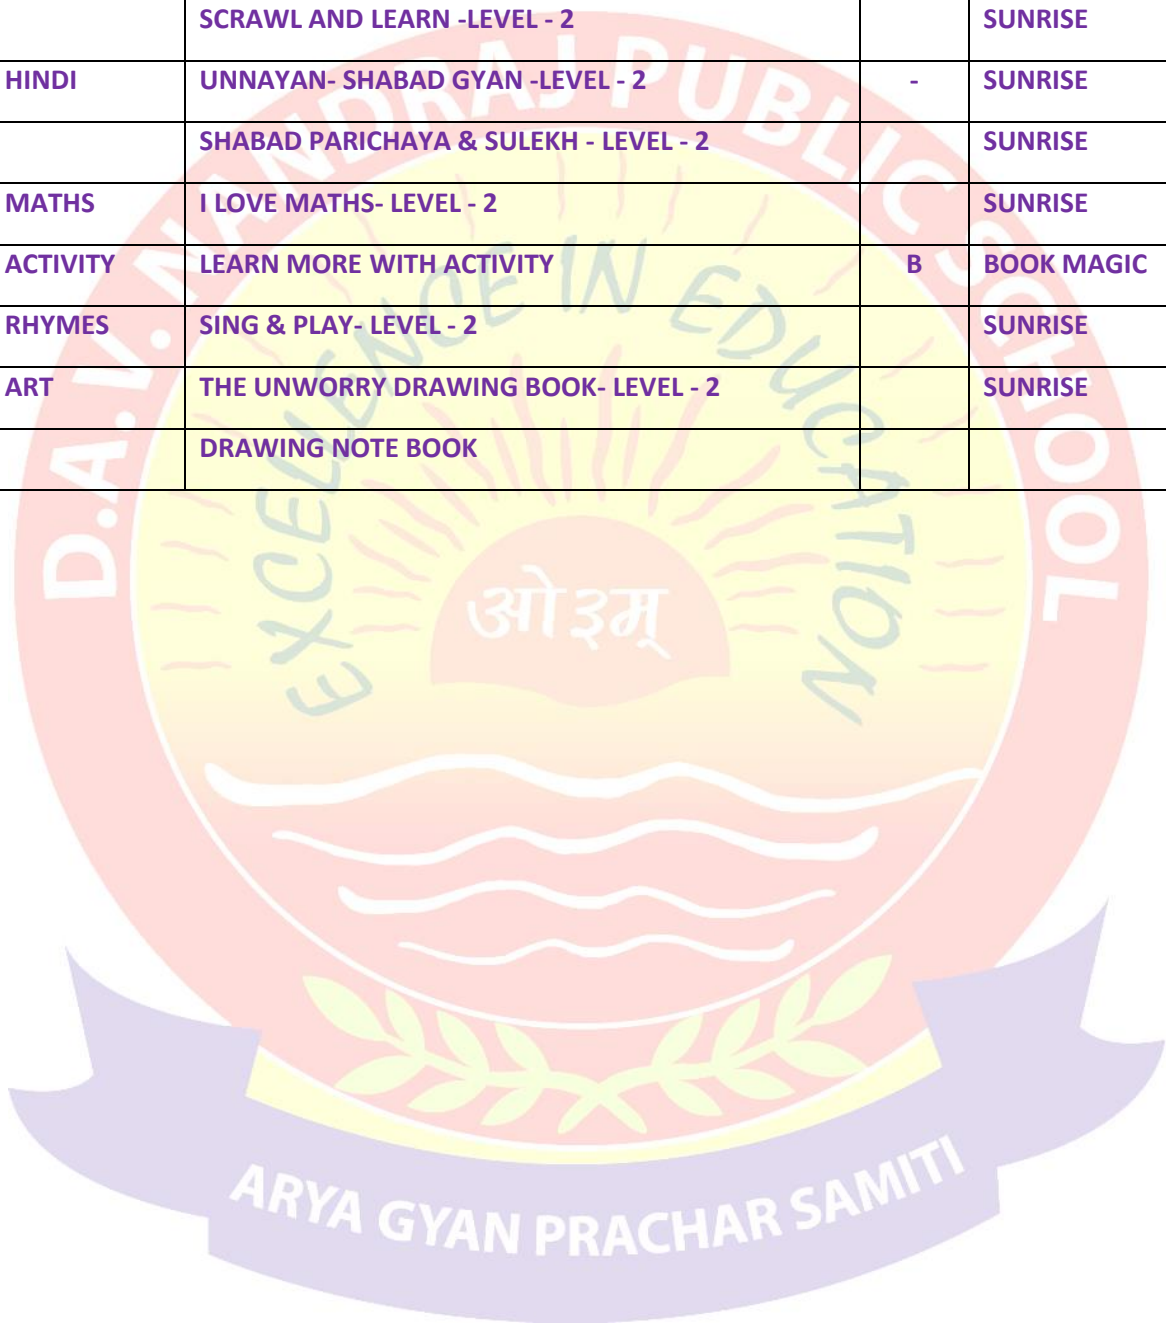 SCRAWL AND LEARN -LEVEL - 2 SUNRISE
HINDI UNNAYAN- SHABAD GYAN -LEVEL - 2 - SUNRISE
SHABAD PARICHAYA & SULEKH - LEVEL - 2 SUNRISE
MATHS I LOVE MATHS- LEVEL - 2 SUNRISE
ACTIVITY LEARN MORE WITH ACTIVITY B BOOK MAGIC
RHYMES SING & PLAY- LEVEL - 2 SUNRISE
ART THE UNWORRY DRAWING BOOK- LEVEL - 2 SUNRISE
DRAWING NOTE BOOK
D.A.V. NANDRAJ PUBLIC SCHOOL
EXCELLENCE IN EDUCATION
ओ३म्
ARYA GYAN PRACHAR SAMITI